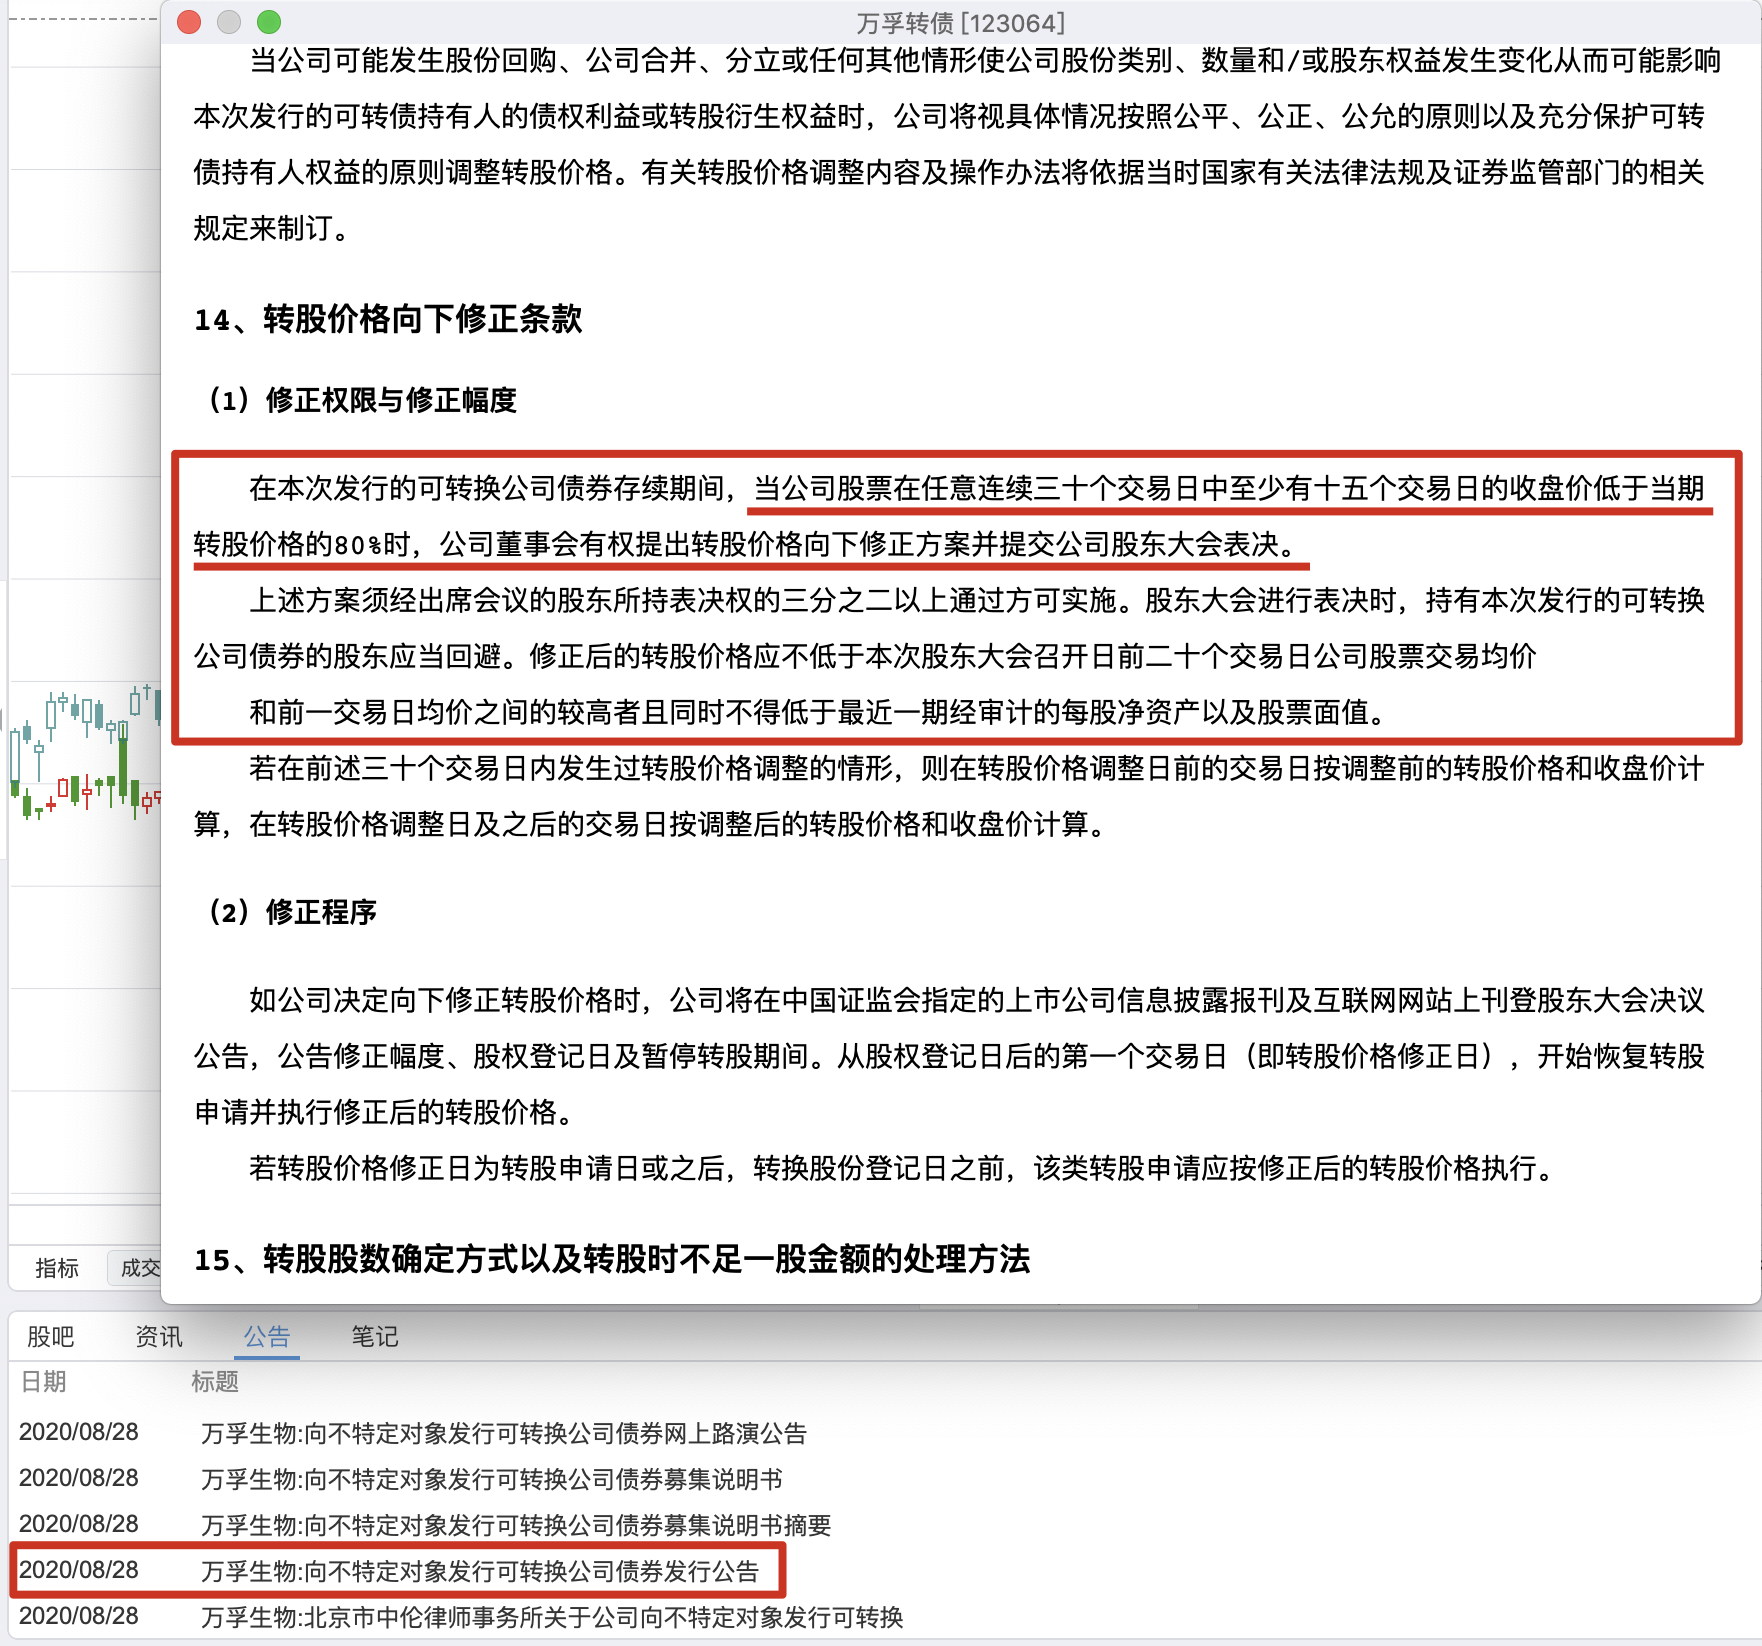 万孚转债 [123064]
当公司可能发生股份回购、公司合并、分立或任何其他情形使公司股份类别、数量和/或股东权益发生变化从而可能影响
本次发行的可转债持有人的债权利益或转股衍生权益时，公司将视具体情况按照公平、公正、公允的原则以及充分保护可转
债持有人权益的原则调整转股价格。有关转股价格调整内容及操作办法将依据当时国家有关法律法规及证券监管部门的相关
规定来制订。
14、转股价格向下修正条款
（1）修正权限与修正幅度
在本次发行的可转换公司债券存续期间，当公司股票在任意连续三十个交易日中至少有十五个交易日的收盘价低于当期
转股价格的80%时，公司董事会有权提出转股价格向下修正方案并提交公司股东大会表决。
上述方案须经出席会议的股东所持表决权的三分之二以上通过方可实施。股东大会进行表决时，持有本次发行的可转换
公司债券的股东应当回避。修正后的转股价格应不低于本次股东大会召开日前二十个交易日公司股票交易均价
和前一交易日均价之间的较高者且同时不得低于最近一期经审计的每股净资产以及股票面值。
若在前述三十个交易日内发生过转股价格调整的情形，则在转股价格调整日前的交易日按调整前的转股价格和收盘价计
算，在转股价格调整日及之后的交易日按调整后的转股价格和收盘价计算。
（2）修正程序
如公司决定向下修正转股价格时，公司将在中国证监会指定的上市公司信息披露报刊及互联网网站上刊登股东大会决议
公告，公告修正幅度、股权登记日及暂停转股期间。从股权登记日后的第一个交易日（即转股价格修正日），开始恢复转股
申请并执行修正后的转股价格。
若转股价格修正日为转股申请日或之后，转换股份登记日之前，该类转股申请应按修正后的转股价格执行。
15、转股股数确定方式以及转股时不足一股金额的处理方法
指标 成交
股吧 资讯 公告 笔记
日期 标题
2020/08/28 万孚生物:向不特定对象发行可转换公司债券网上路演公告
2020/08/28 万孚生物:向不特定对象发行可转换公司债券募集说明书
2020/08/28 万孚生物:向不特定对象发行可转换公司债券募集说明书摘要
2020/08/28 万孚生物:向不特定对象发行可转换公司债券发行公告
2020/08/28 万孚生物:北京市中伦律师事务所关于公司向不特定对象发行可转换